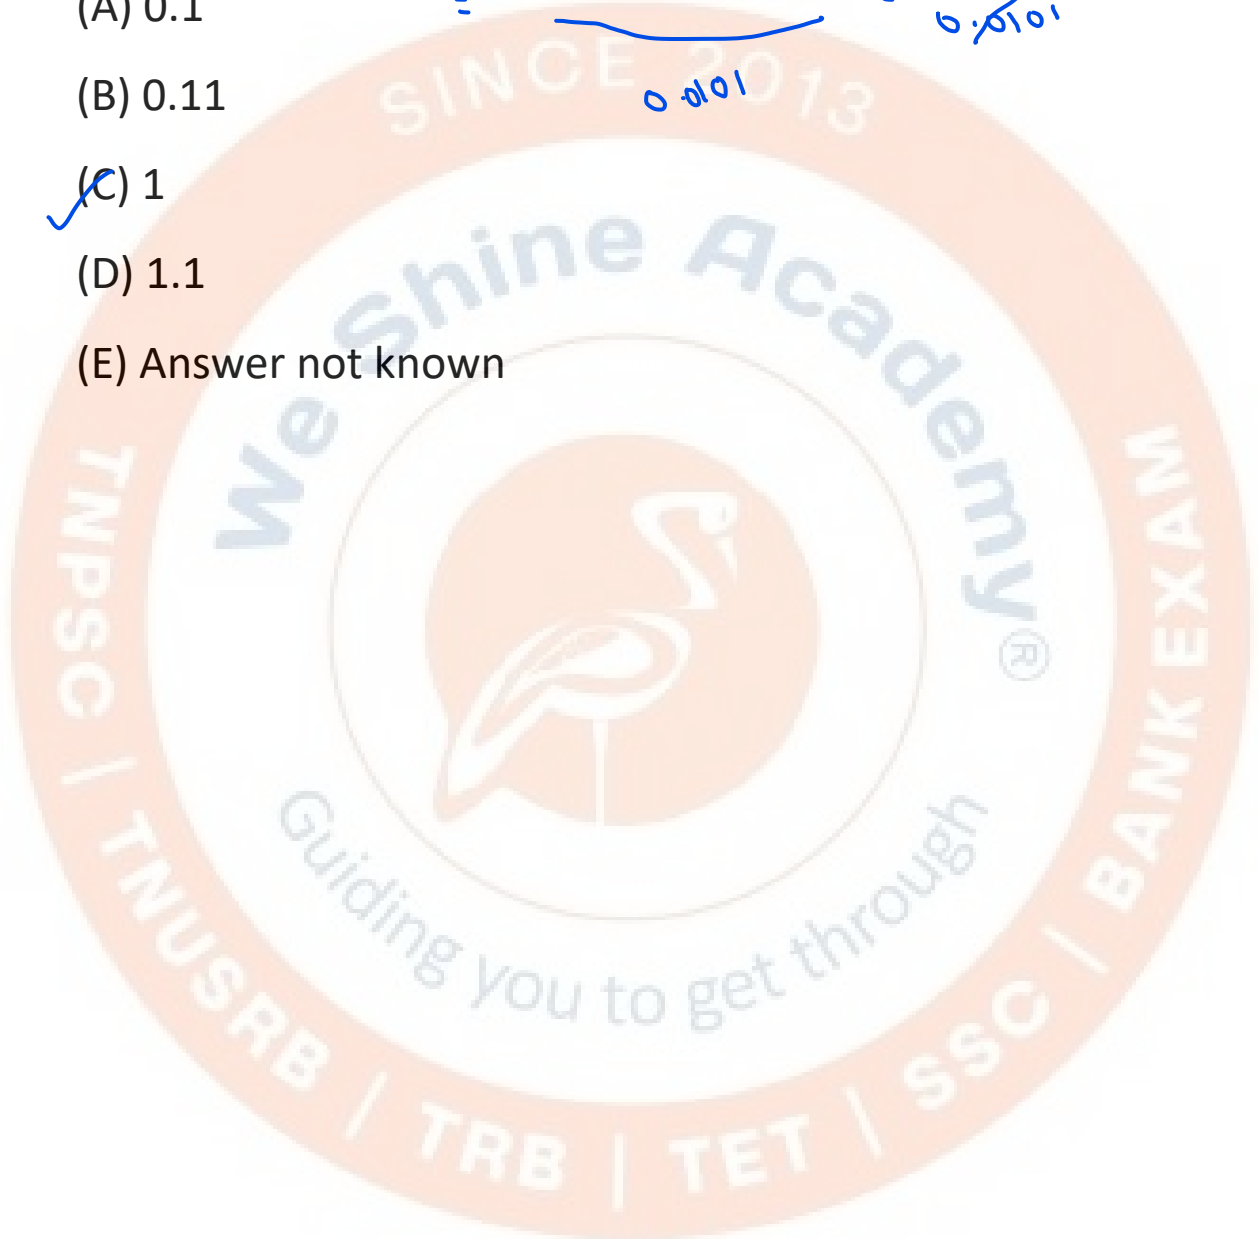 (A) 0.1
0.0101
(B) 0.11
0.0101
(C) 1
(D) 1.1
(E) Answer not known
SINCE 2013
We Shine Academy®
Guiding you to get through
TNPSC | TNUSRB | TRB | TET | SSC | BANK EXAM